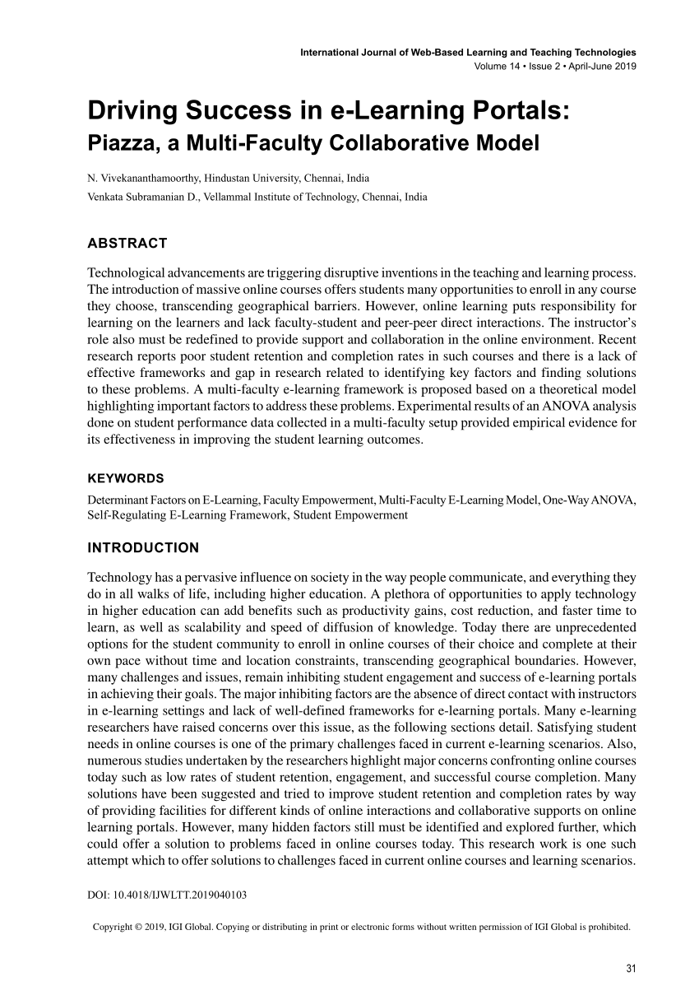 International Journal of Web-Based Learning and Teaching Technologies
Volume 14 • Issue 2 • April-June 2019
Driving Success in e-Learning Portals:
Piazza, a Multi-Faculty Collaborative Model
N. Vivekananthamoorthy, Hindustan University, Chennai, India
Venkata Subramanian D., Vellammal Institute of Technology, Chennai, India
ABSTRACT
Technological advancements are triggering disruptive inventions in the teaching and learning process.
The introduction of massive online courses offers students many opportunities to enroll in any course
they choose, transcending geographical barriers. However, online learning puts responsibility for
learning on the learners and lack faculty-student and peer-peer direct interactions. The instructor's
role also must be redefined to provide support and collaboration in the online environment. Recent
research reports poor student retention and completion rates in such courses and there is a lack of
effective frameworks and gap in research related to identifying key factors and finding solutions
to these problems. A multi-faculty e-learning framework is proposed based on a theoretical model
highlighting important factors to address these problems. Experimental results of an ANOVA analysis
done on student performance data collected in a multi-faculty setup provided empirical evidence for
its effectiveness in improving the student learning outcomes.
KEYWORDS
Determinant Factors on E-Learning, Faculty Empowerment, Multi-Faculty E-Learning Model, One-Way ANOVA,
Self-Regulating E-Learning Framework, Student Empowerment
INTRODUCTION
Technology has a pervasive influence on society in the way people communicate, and everything they
do in all walks of life, including higher education. A plethora of opportunities to apply technology
in higher education can add benefits such as productivity gains, cost reduction, and faster time to
learn, as well as scalability and speed of diffusion of knowledge. Today there are unprecedented
options for the student community to enroll in online courses of their choice and complete at their
own pace without time and location constraints, transcending geographical boundaries. However,
many challenges and issues, remain inhibiting student engagement and success of e-learning portals
in achieving their goals. The major inhibiting factors are the absence of direct contact with instructors
in e-learning settings and lack of well-defined frameworks for e-learning portals. Many e-learning
researchers have raised concerns over this issue, as the following sections detail. Satisfying student
needs in online courses is one of the primary challenges faced in current e-learning scenarios. Also,
numerous studies undertaken by the researchers highlight major concerns confronting online courses
today such as low rates of student retention, engagement, and successful course completion. Many
solutions have been suggested and tried to improve student retention and completion rates by way
of providing facilities for different kinds of online interactions and collaborative supports on online
learning portals. However, many hidden factors still must be identified and explored further, which
could offer a solution to problems faced in online courses today. This research work is one such
attempt which to offer solutions to challenges faced in current online courses and learning scenarios.
DOI: 10.4018/IJWLTT.2019040103
Copyright © 2019, IGI Global. Copying or distributing in print or electronic forms without written permission of IGI Global is prohibited.
31